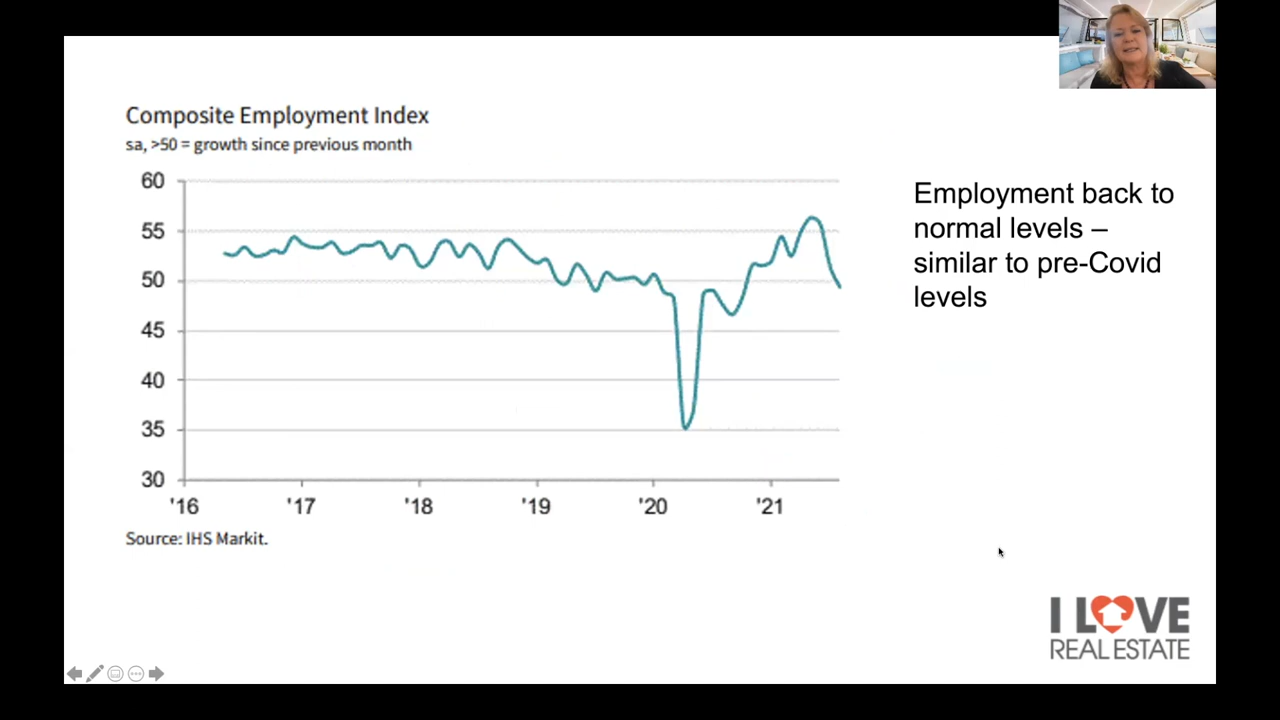 Composite Employment Index
sa, >50 = growth since previous month
60
55
50
45
40
35
30
'16 '17 '18 '19 '20 '21
Source: IHS Markit.
Employment back to
normal levels –
similar to pre-Covid
levels
I LOVE
REAL ESTATE